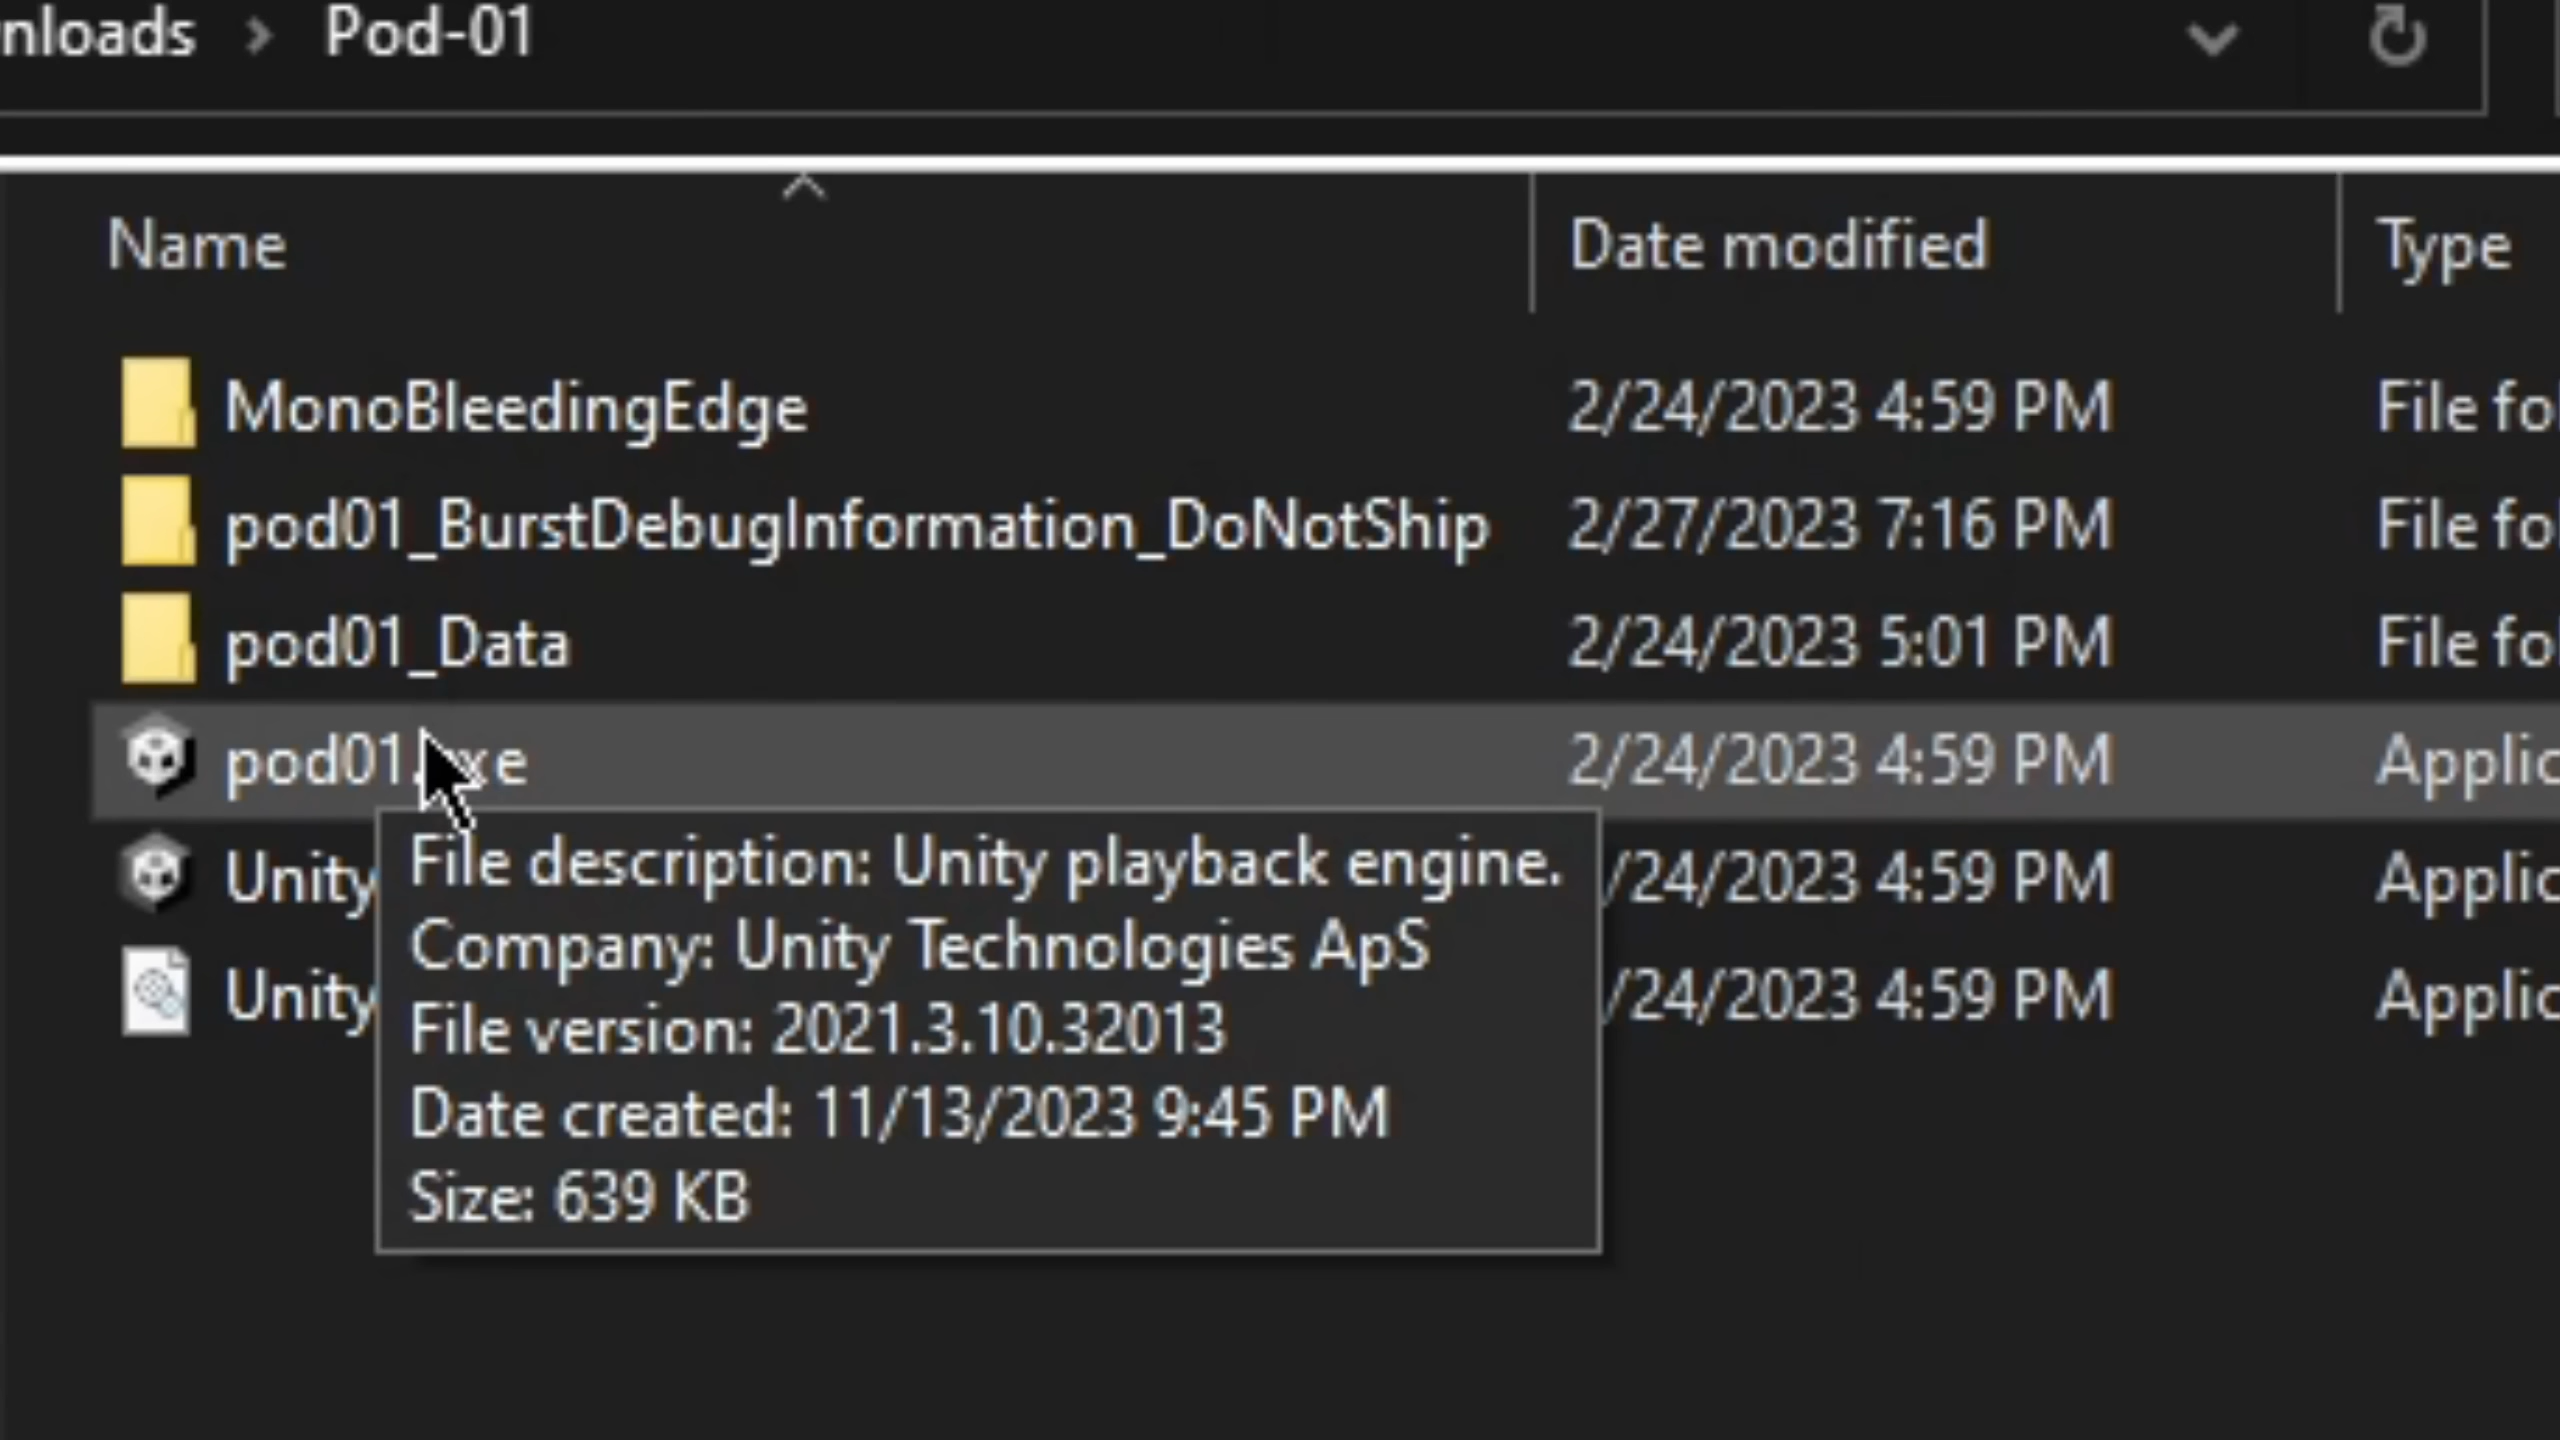 nloads > Pod-01
Name Date modified Type
MonoBleedingEdge 2/24/2023 4:59 PM File fol
pod01_BurstDebugInformation_DoNotShip 2/27/2023 7:16 PM File fol
pod01_Data 2/24/2023 5:01 PM File fol
pod01.exe 2/24/2023 4:59 PM Applic
Unity /24/2023 4:59 PM Applic
Unity /24/2023 4:59 PM Applic
File description: Unity playback engine.
Company: Unity Technologies ApS
File version: 2021.3.10.32013
Date created: 11/13/2023 9:45 PM
Size: 639 KB